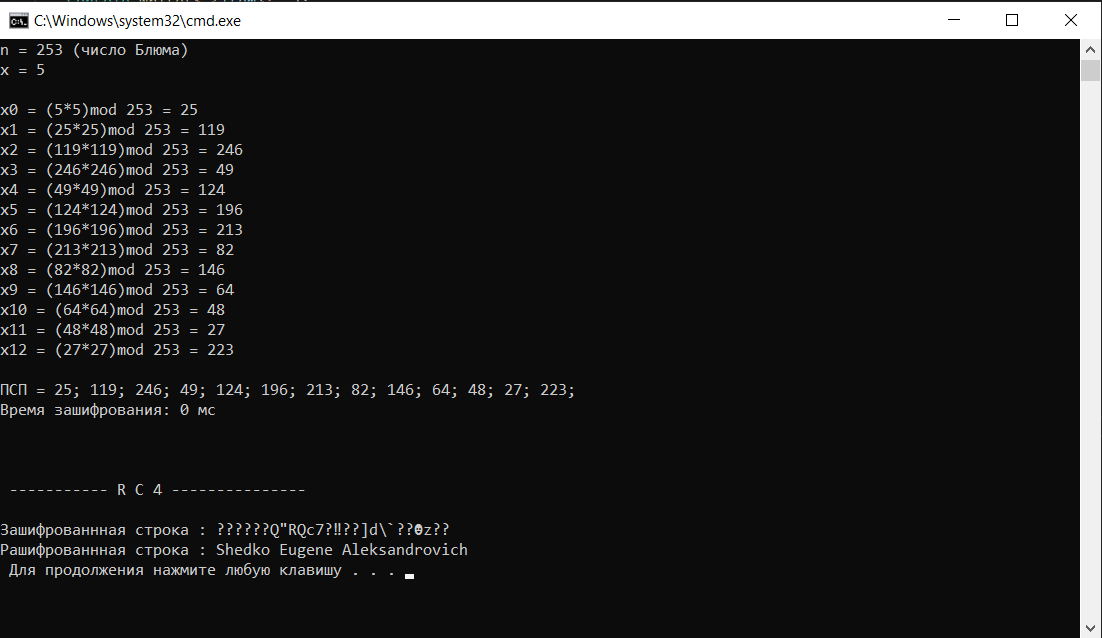 C:\Windows\system32\cmd.exe
n = 253 (число Блюма)
x = 5
x0 = (5*5)mod 253 = 25
x1 = (25*25)mod 253 = 119
x2 = (119*119)mod 253 = 246
x3 = (246*246)mod 253 = 49
x4 = (49*49)mod 253 = 124
x5 = (124*124)mod 253 = 196
x6 = (196*196)mod 253 = 213
x7 = (213*213)mod 253 = 82
x8 = (82*82)mod 253 = 146
x9 = (146*146)mod 253 = 64
x10 = (64*64)mod 253 = 48
x11 = (48*48)mod 253 = 27
x12 = (27*27)mod 253 = 223
ПСП = 25; 119; 246; 49; 124; 196; 213; 82; 146; 64; 48; 27; 223;
Время зашифрования: 0 мс
----------- R C 4 ---------------
Зашифрованнная строка : ??????Q"RQc7?‼??]d\`??
Рашифрованнная строка : Shedko Eugene Aleksandrovich
Для продолжения нажмите любую клавишу . . .